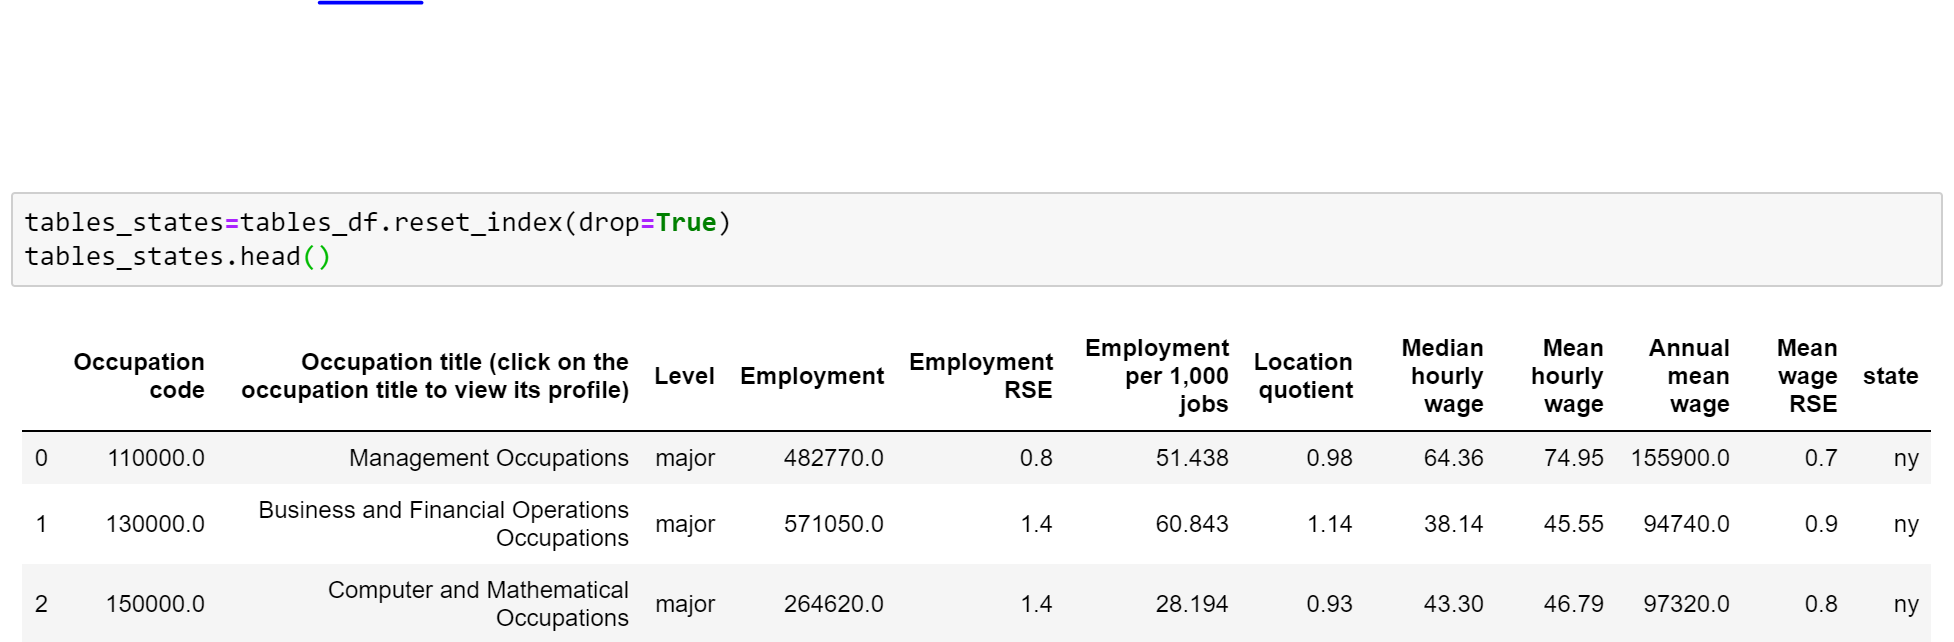 tables_states=tables_df.reset_index(drop=True)
tables_states.head()
Occupation code Occupation title (click on the occupation title to view its profile) Level Employment Employment RSE Employment per 1,000 jobs Location quotient Median hourly wage Mean hourly wage Annual mean wage Mean wage RSE state
0 110000.0 Management Occupations major 482770.0 0.8 51.438 0.98 64.36 74.95 155900.0 0.7 ny
1 130000.0 Business and Financial Operations Occupations major 571050.0 1.4 60.843 1.14 38.14 45.55 94740.0 0.9 ny
2 150000.0 Computer and Mathematical Occupations major 264620.0 1.4 28.194 0.93 43.30 46.79 97320.0 0.8 ny